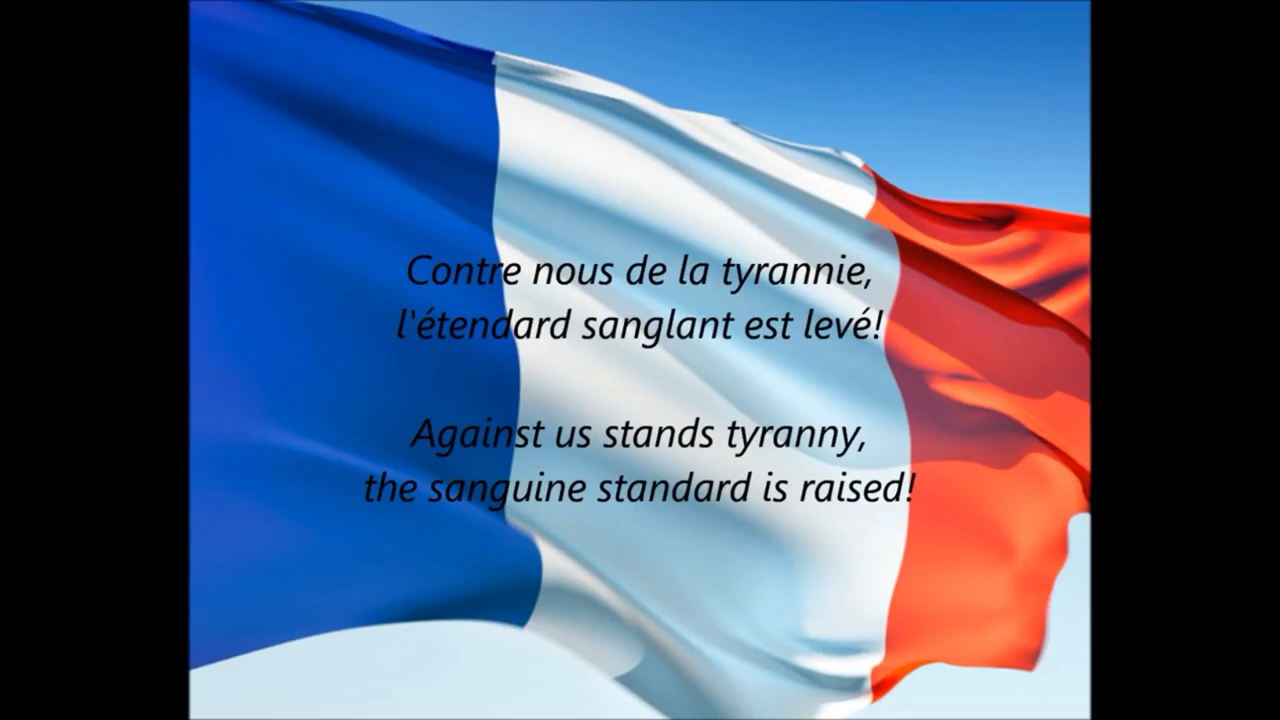 Contre nous de la tyrannie,
l'étendard sanglant est levé!
Against us stands tyranny,
the sanguine standard is raised!